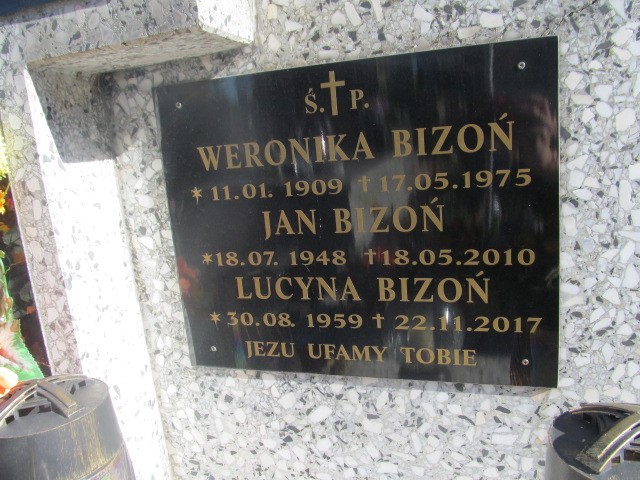 Ś. † P.
WERONIKA BIZOŃ
* 11.01. 1909 † 17.05.1975
JAN BIZOŃ
* 18.07. 1948 † 18.05.2010
LUCYNA BIZOŃ
* 30.08. 1959 † 22.11.2017
JEZU UFAMY TOBIE